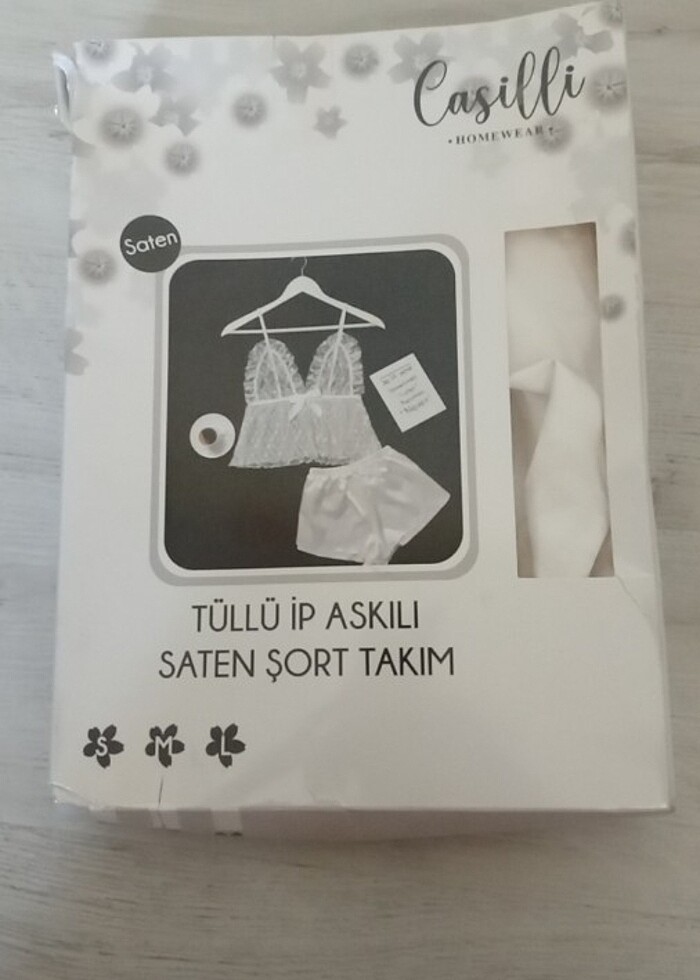 Casilli
• HOMEWEAR •
Saten
TÜLLÜ İP ASKILI
SATEN ŞORT TAKIM
S M L